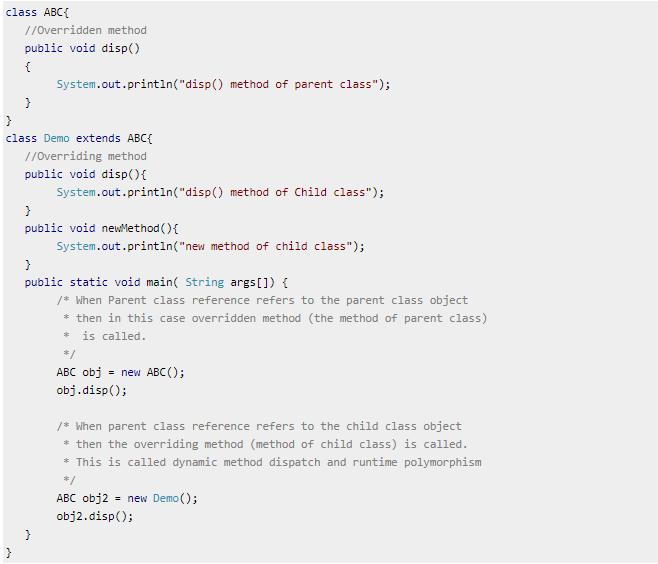 class ABC{
   //Overridden method
   public void disp()
   {
        System.out.println("disp() method of parent class");
   }
}
class Demo extends ABC{
   //Overriding method
   public void disp(){
        System.out.println("disp() method of Child class");
   }
   public void newMethod(){
        System.out.println("new method of child class");
   }
   public static void main( String args[]) {
        /* When Parent class reference refers to the parent class object
         * then in this case overridden method (the method of parent class)
         *  is called.
         */
        ABC obj = new ABC();
        obj.disp();

        /* When parent class reference refers to the child class object
         * then the overriding method (method of child class) is called.
         * This is called dynamic method dispatch and runtime polymorphism
         */
        ABC obj2 = new Demo();
        obj2.disp();
   }
}